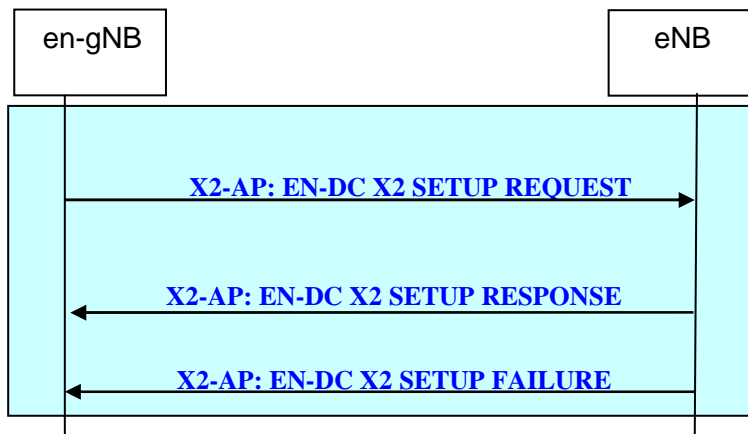 en-gNB
eNB
X2-AP: EN-DC X2 SETUP REQUEST
X2-AP: EN-DC X2 SETUP RESPONSE
X2-AP: EN-DC X2 SETUP FAILURE